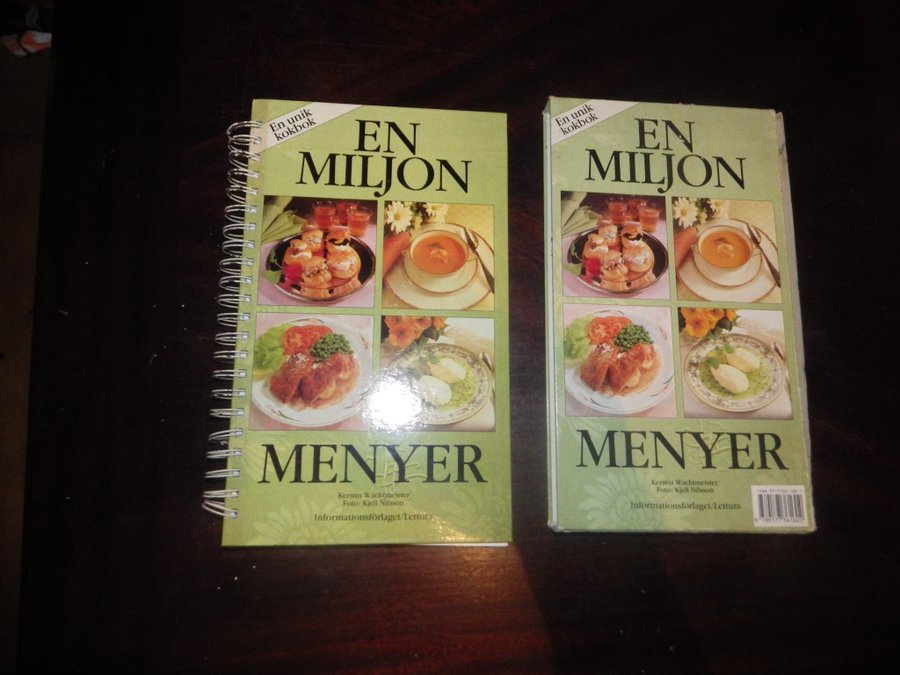 En unik
kokbok
EN
MILJON
MENYER
Kerstin Wachtmeister
Foto: Kjell Nilsson
Informationsförlaget/Lettura
En unik
kokbok
EN
MILJON
MENYER
Kerstin Wachtmeister
Foto: Kjell Nilsson
Informationsförlaget/Lettura